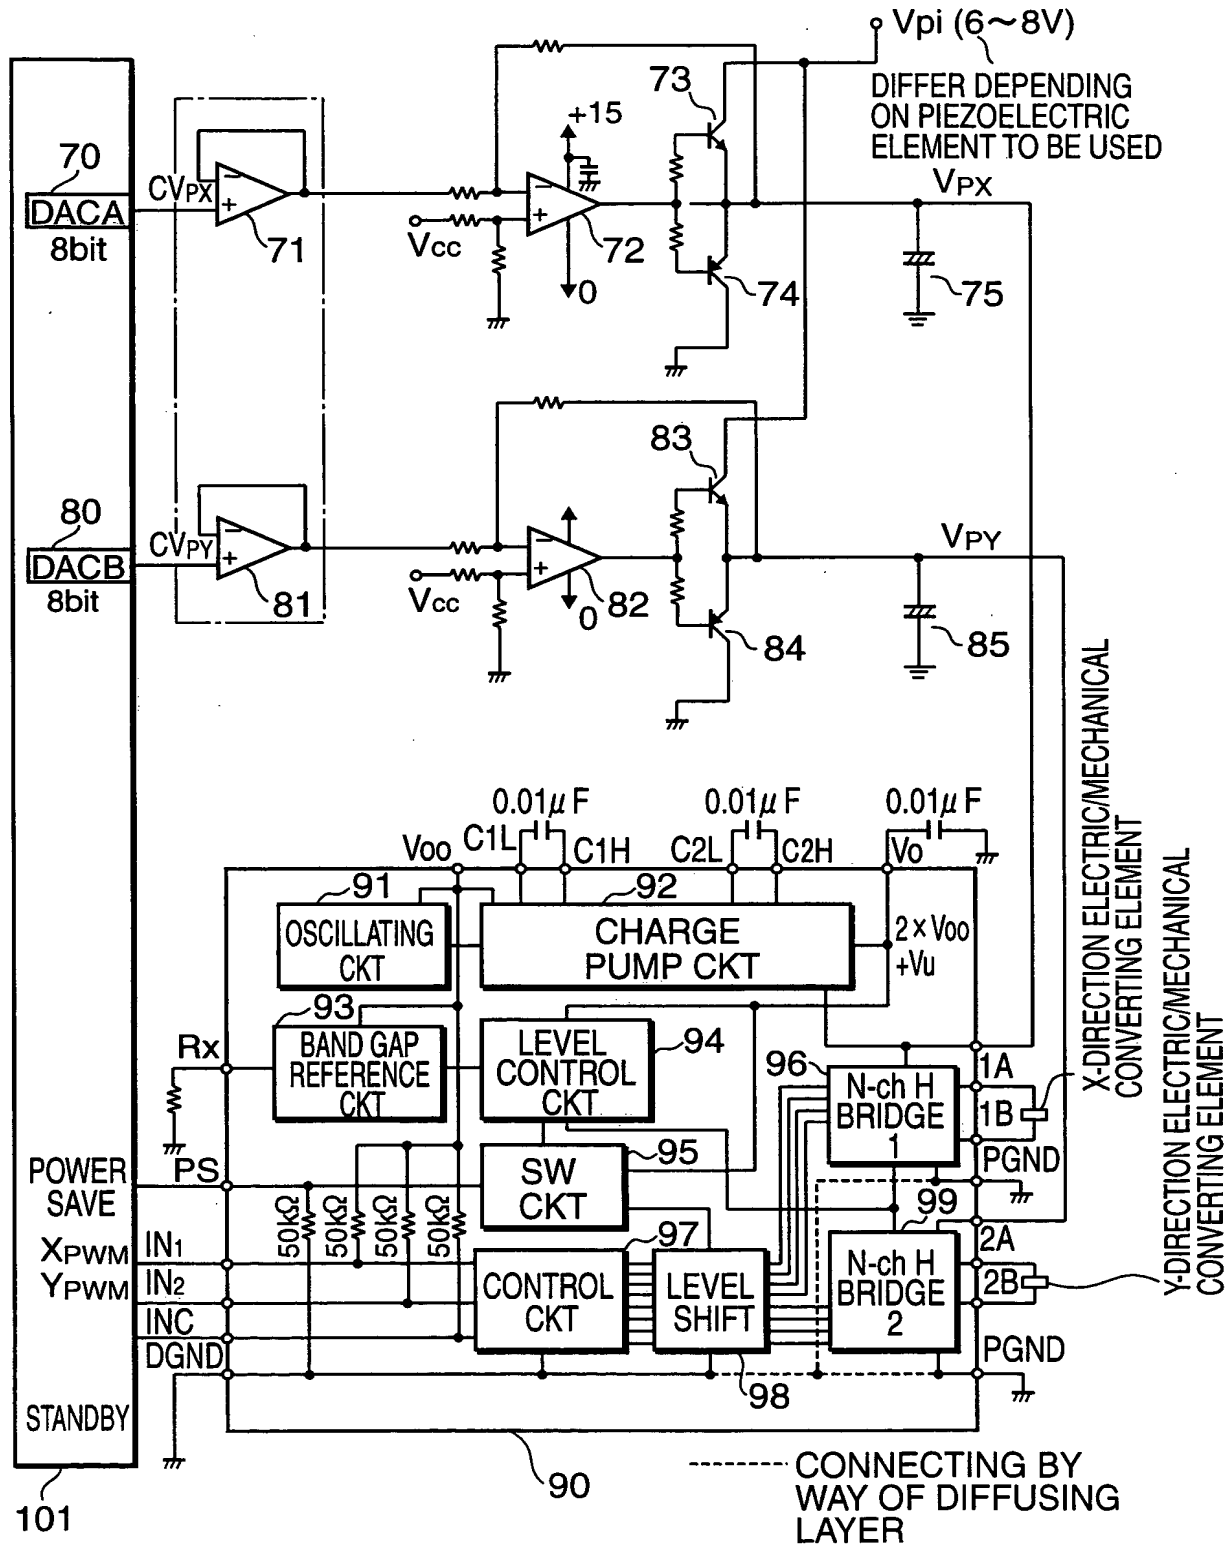 Vpi (6～8V)
DIFFER DEPENDING
ON PIEZOELECTRIC
ELEMENT TO BE USED
73
+15
70
CVPX
DACA
8bit
71
Vcc
72
0
74
VPX
75
83
80
CVPY
DACB
8bit
81
Vcc
82
0
84
VPY
85
X-DIRECTION ELECTRIC/MECHANICAL
CONVERTING ELEMENT
Y-DIRECTION ELECTRIC/MECHANICAL
CONVERTING ELEMENT
0.01μF
0.01μF
0.01μF
Voo
C1L
C1H
C2L
C2H
Vo
91
92
OSCILLATING
CKT
CHARGE
PUMP CKT
2×Voo
+Vu
93
Rx
BAND GAP
REFERENCE
CKT
LEVEL
CONTROL
CKT
94
96
N-ch H
BRIDGE
1
1A
1B
PGND
POWER
SAVE
PS
SW
CKT
95
50kΩ
50kΩ
50kΩ
50kΩ
99
97
XPWM
IN1
YPWM
IN2
INC
DGND
CONTROL
CKT
LEVEL
SHIFT
N-ch H
BRIDGE
2
2A
2B
PGND
98
STANDBY
101
90
CONNECTING BY
WAY OF DIFFUSING
LAYER